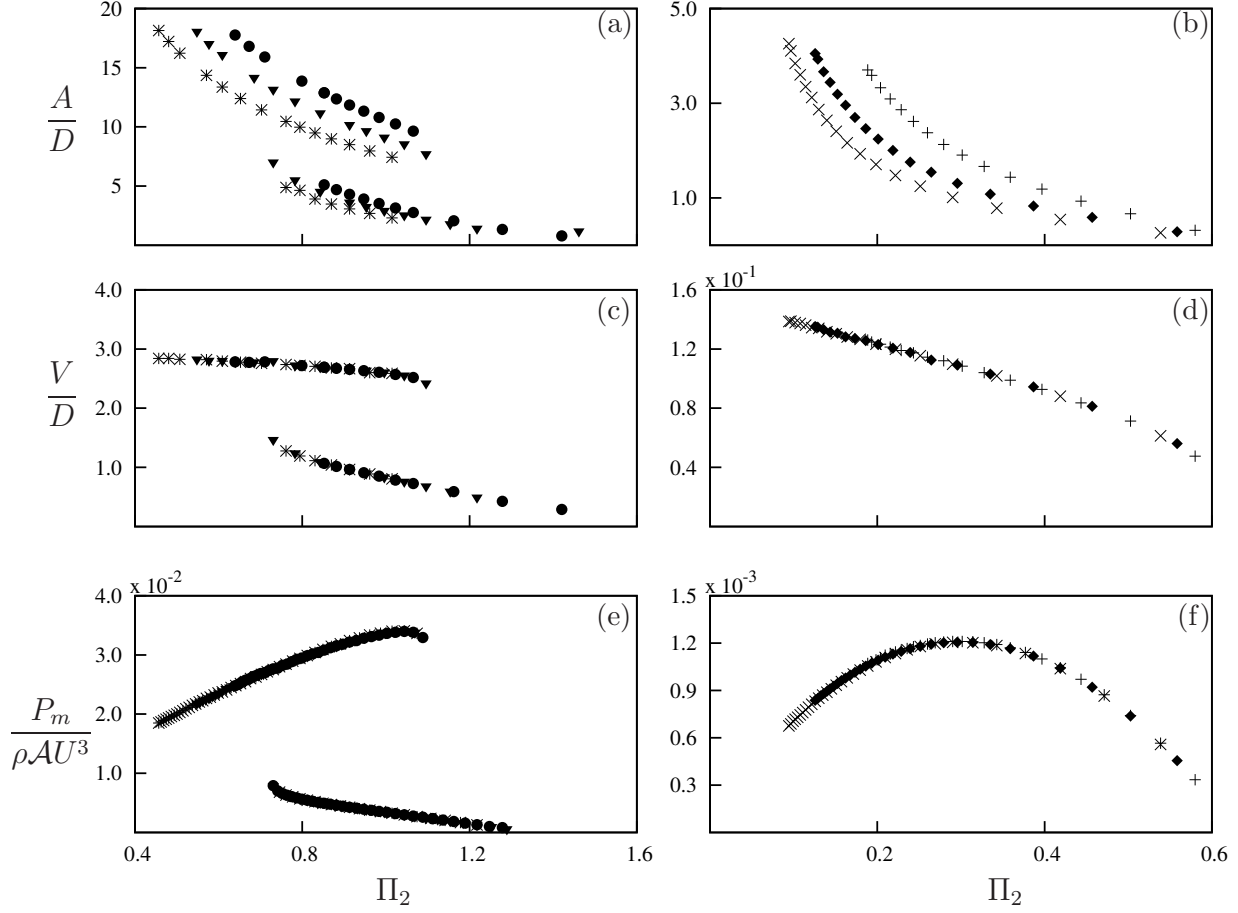 20
15
10
5
A/D
(a)
5.0
3.0
1.0
(b)
4.0
3.0
2.0
1.0
V/D
(c)
x 10⁻¹
1.6
1.2
0.8
0.4
(d)
x 10⁻²
4.0
3.0
2.0
1.0
P_m/ρ𝒜U³
(e)
0.4
0.8
1.2
1.6
Π₂
x 10⁻³
1.5
1.2
0.9
0.6
0.3
(f)
0.2
0.4
0.6
Π₂